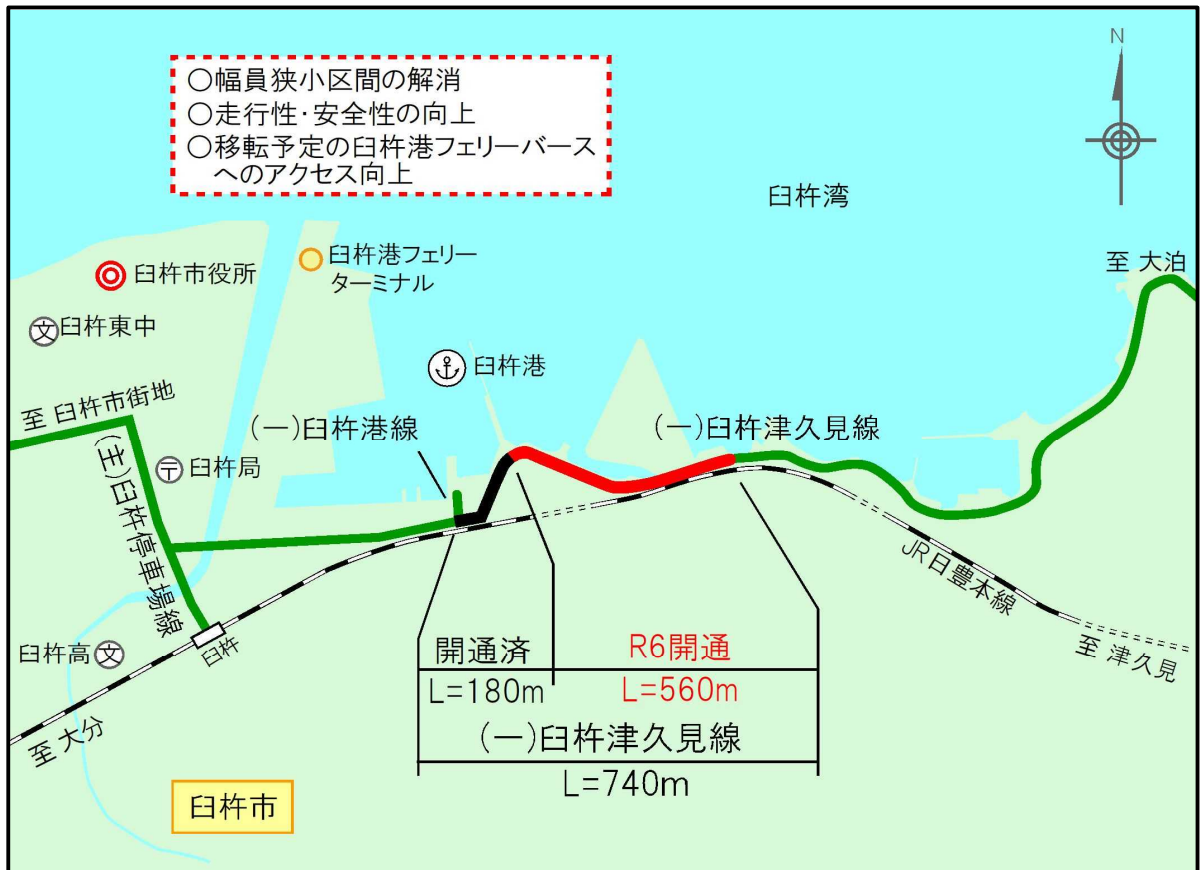 ○幅員狭小区間の解消
○走行性・安全性の向上
○移転予定の臼杵港フェリーバース
へのアクセス向上
N
臼杵湾
至 大泊
臼杵市役所
臼杵港フェリー
ターミナル
文
臼杵東中
臼杵港
至 臼杵市街地
(一)臼杵港線
(一)臼杵津久見線
〒
臼杵局
(主)臼杵停車場線
JR日豊本線
臼杵高
文
臼杵
至 津久見
開通済
R6開通
L=180m
L=560m
至 大分
(一)臼杵津久見線
L=740m
臼杵市